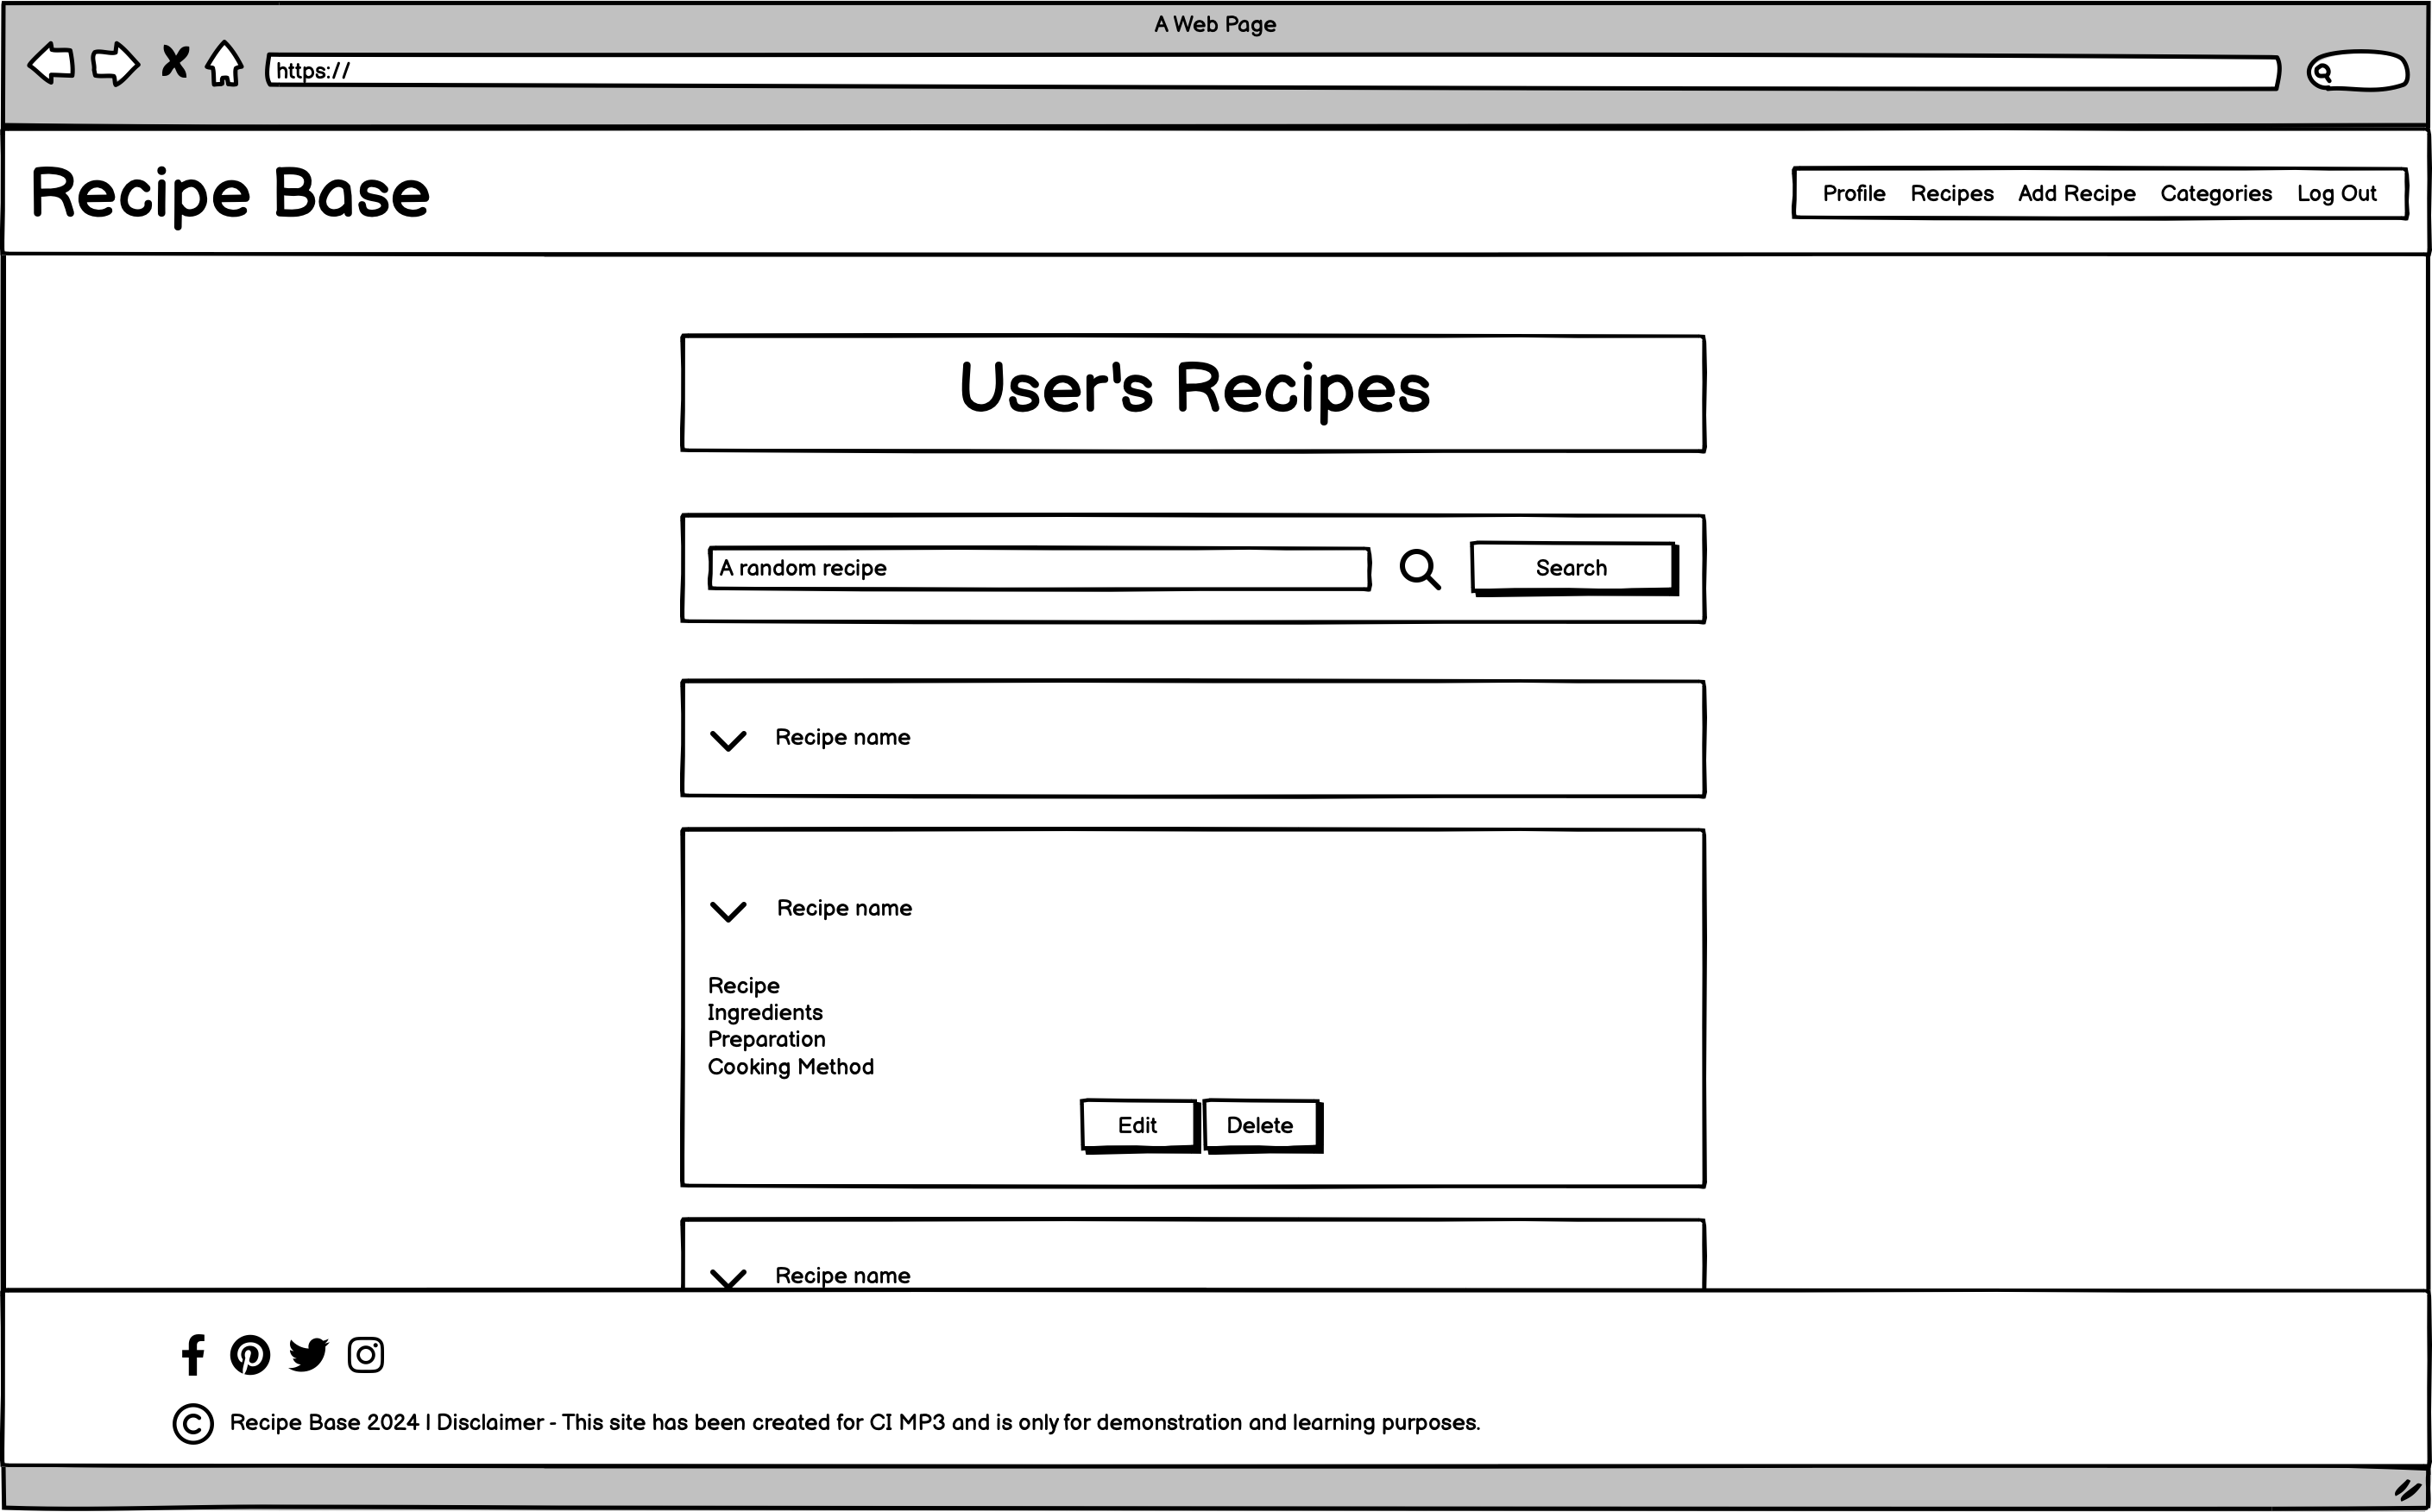 A Web Page
https://
Recipe Base
Profile Recipes Add Recipe Categories Log Out
User's Recipes
A random recipe
Search
Recipe name
Recipe name
Recipe
Ingredients
Preparation
Cooking Method
Edit Delete
Recipe name
© Recipe Base 2024 | Disclaimer - This site has been created for CI MP3 and is only for demonstration and learning purposes.